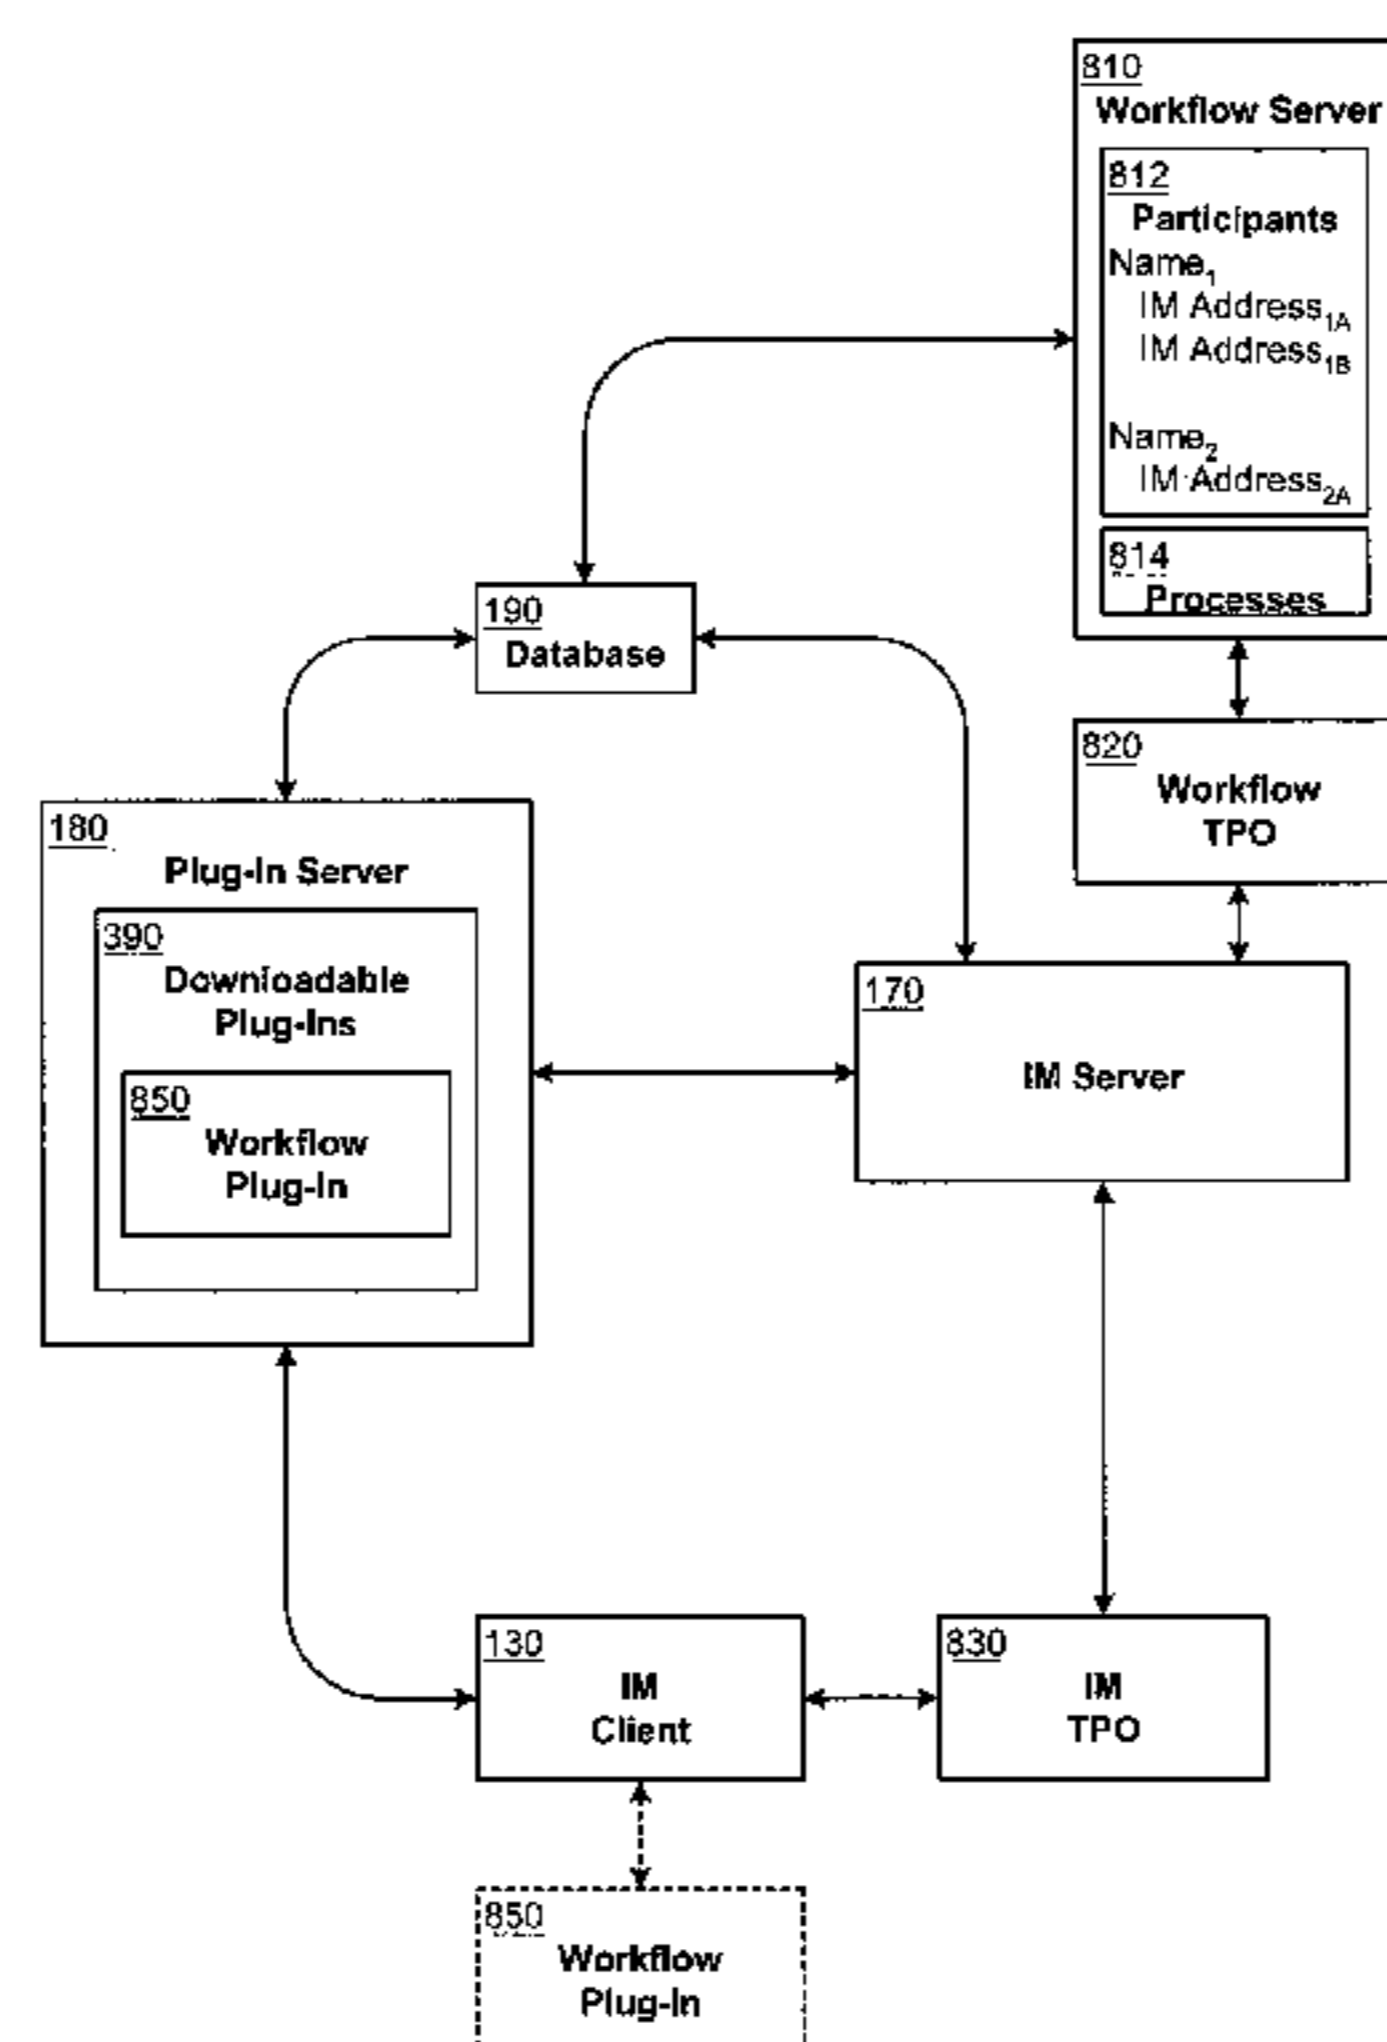 810
Workflow Server
812
Participants
Name1
IM Address1A
IM Address1B
Name2
IM Address2A
814
Processes
190
Database
820
Workflow
TPO
180
Plug-In Server
390
Downloadable
Plug-Ins
850
Workflow
Plug-In
170
IM Server
130
IM
Client
830
IM
TPO
850
Workflow
Plug-In